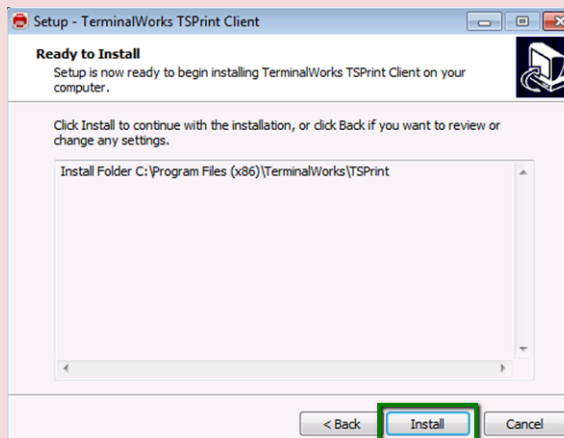 Setup - TerminalWorks TSPrint Client
Ready to Install
Setup is now ready to begin installing TerminalWorks TSPrint Client on your
computer.
Click Install to continue with the installation, or click Back if you want to review or
change any settings.
Install Folder C:\Program Files (x86)\TerminalWorks\TSPrint
< Back Install Cancel